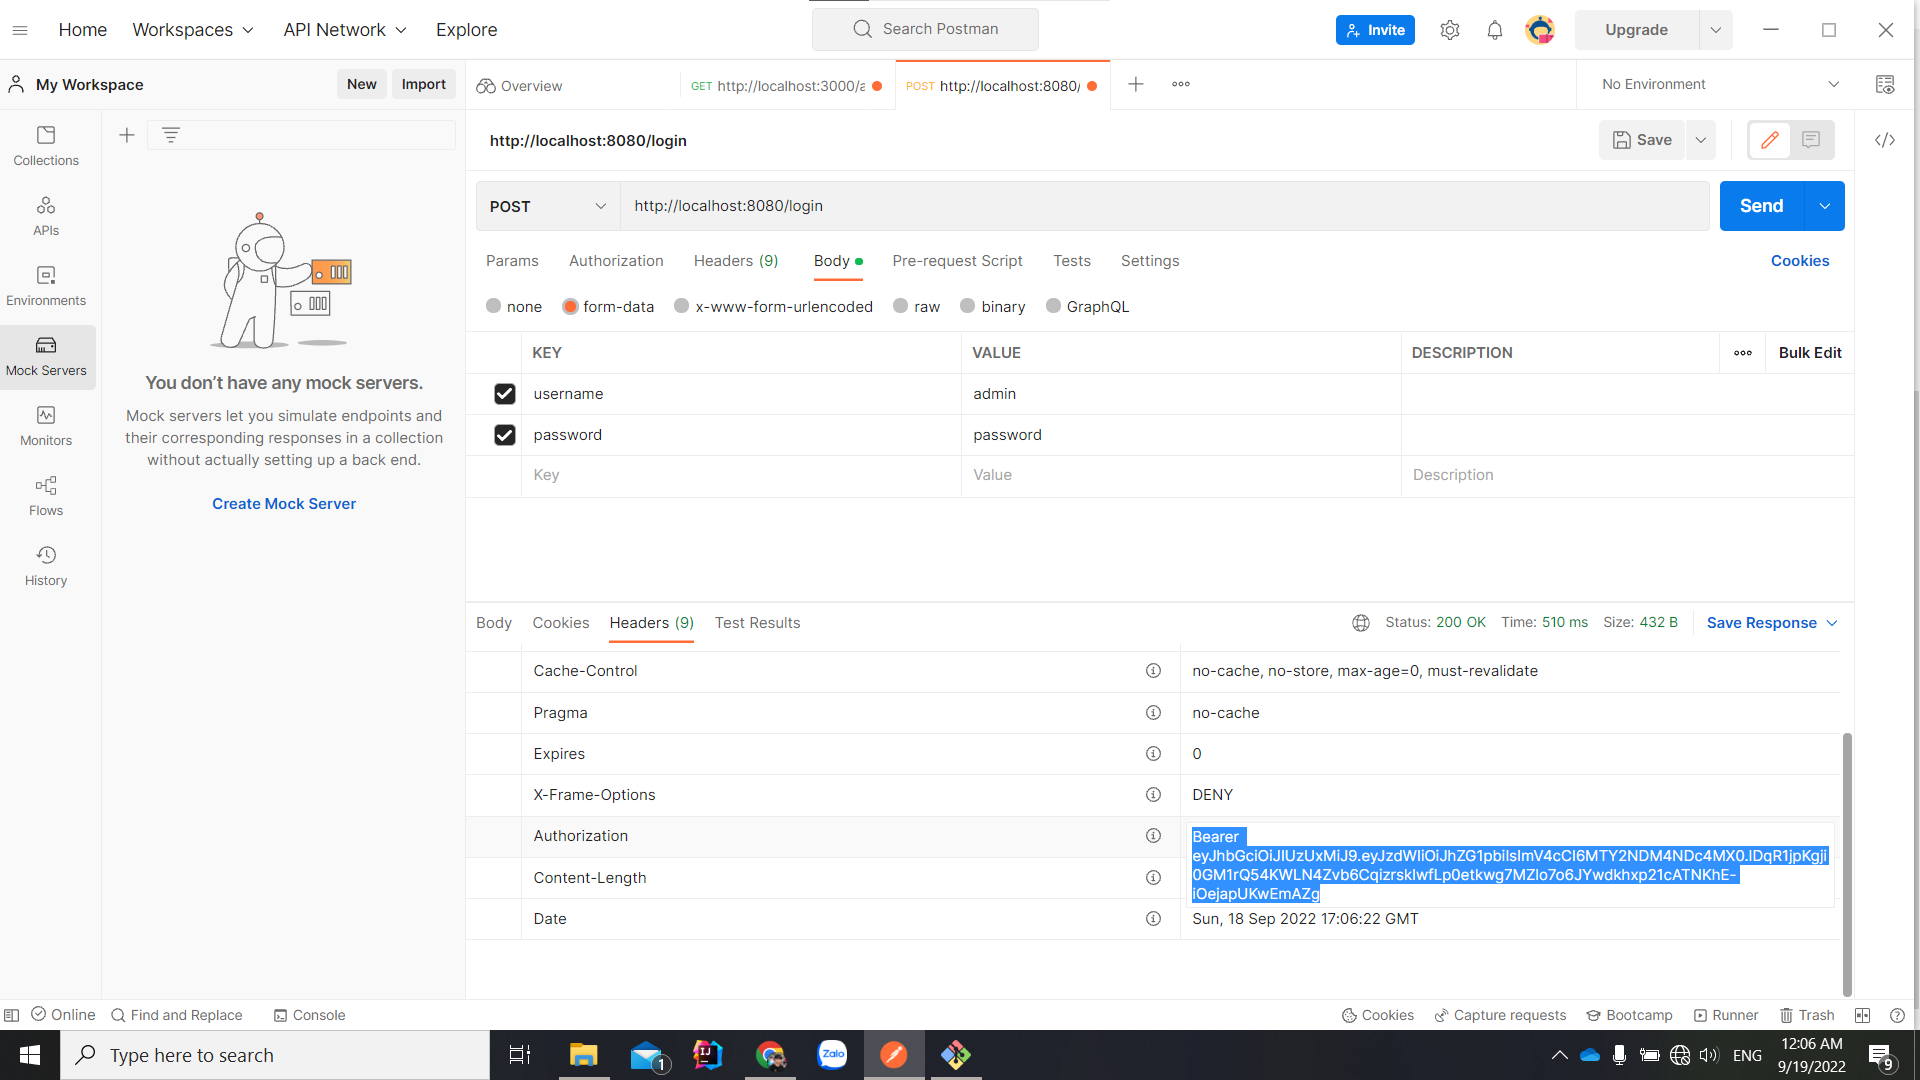 Home
Workspaces
API Network
Explore
Search Postman
Invite
Upgrade
My Workspace
New
Import
Overview
GET http://localhost:3000/a
POST http://localhost:8080/
No Environment
Collections
APIs
Environments
Mock Servers
Monitors
Flows
History
You don't have any mock servers.
Mock servers let you simulate endpoints and
their corresponding responses in a collection
without actually setting up a back end.
Create Mock Server
http://localhost:8080/login
Save
POST
http://localhost:8080/login
Send
Params
Authorization
Headers (9)
Body
Pre-request Script
Tests
Settings
Cookies
none
form-data
x-www-form-urlencoded
raw
binary
GraphQL
KEY
VALUE
DESCRIPTION
Bulk Edit
username
admin
password
password
Key
Value
Description
Body
Cookies
Headers (9)
Test Results
Status: 200 OK
Time: 510 ms
Size: 432 B
Save Response
Cache-Control
no-cache, no-store, max-age=0, must-revalidate
Pragma
no-cache
Expires
0
X-Frame-Options
DENY
Authorization
Bearer
Content-Length
Date
Sun, 18 Sep 2022 17:06:22 GMT
Online
Find and Replace
Console
Cookies
Capture requests
Bootcamp
Runner
Trash
Type here to search
1
Zalo
ENG
12:06 AM
9/19/2022
9